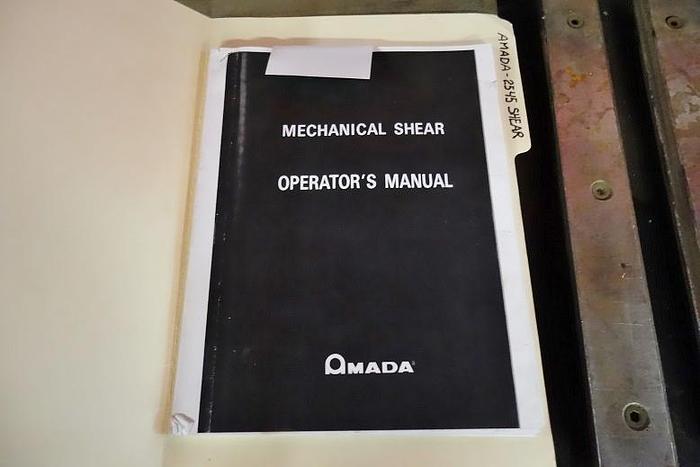 MECHANICAL SHEAR
OPERATOR'S MANUAL
AMADA
AMADA-2545 SHEAR